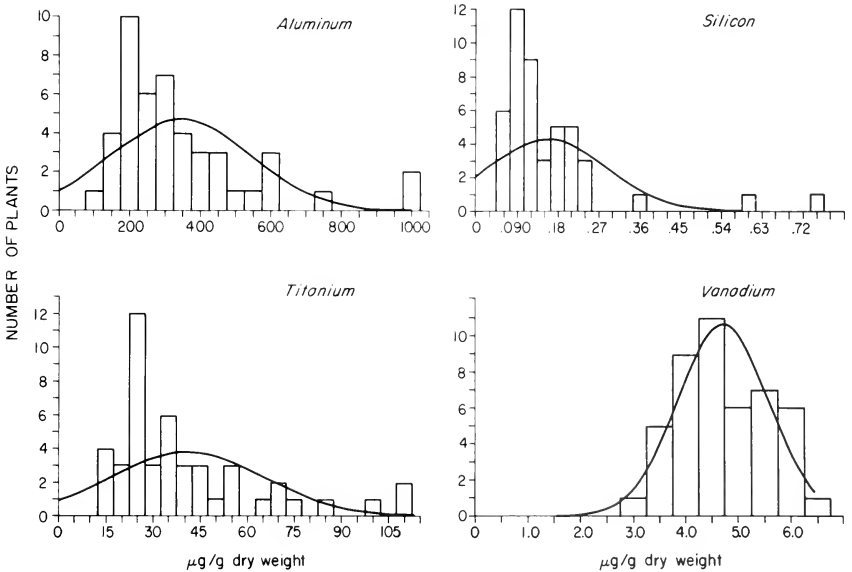 NUMBER OF PLANTS
Aluminum
10
8
6
4
2
0
0 200 400 600 800 1000
Silicon
12
10
8
6
4
2
0
0 .090 .18 .27 .36 .45 .54 .63 .72
Titanium
12
10
8
6
4
2
0
0 15 30 45 60 75 90 105
μg/g dry weight
Vanadium
10
8
6
4
2
0
0 1.0 2.0 3.0 4.0 5.0 6.0
μg/g dry weight